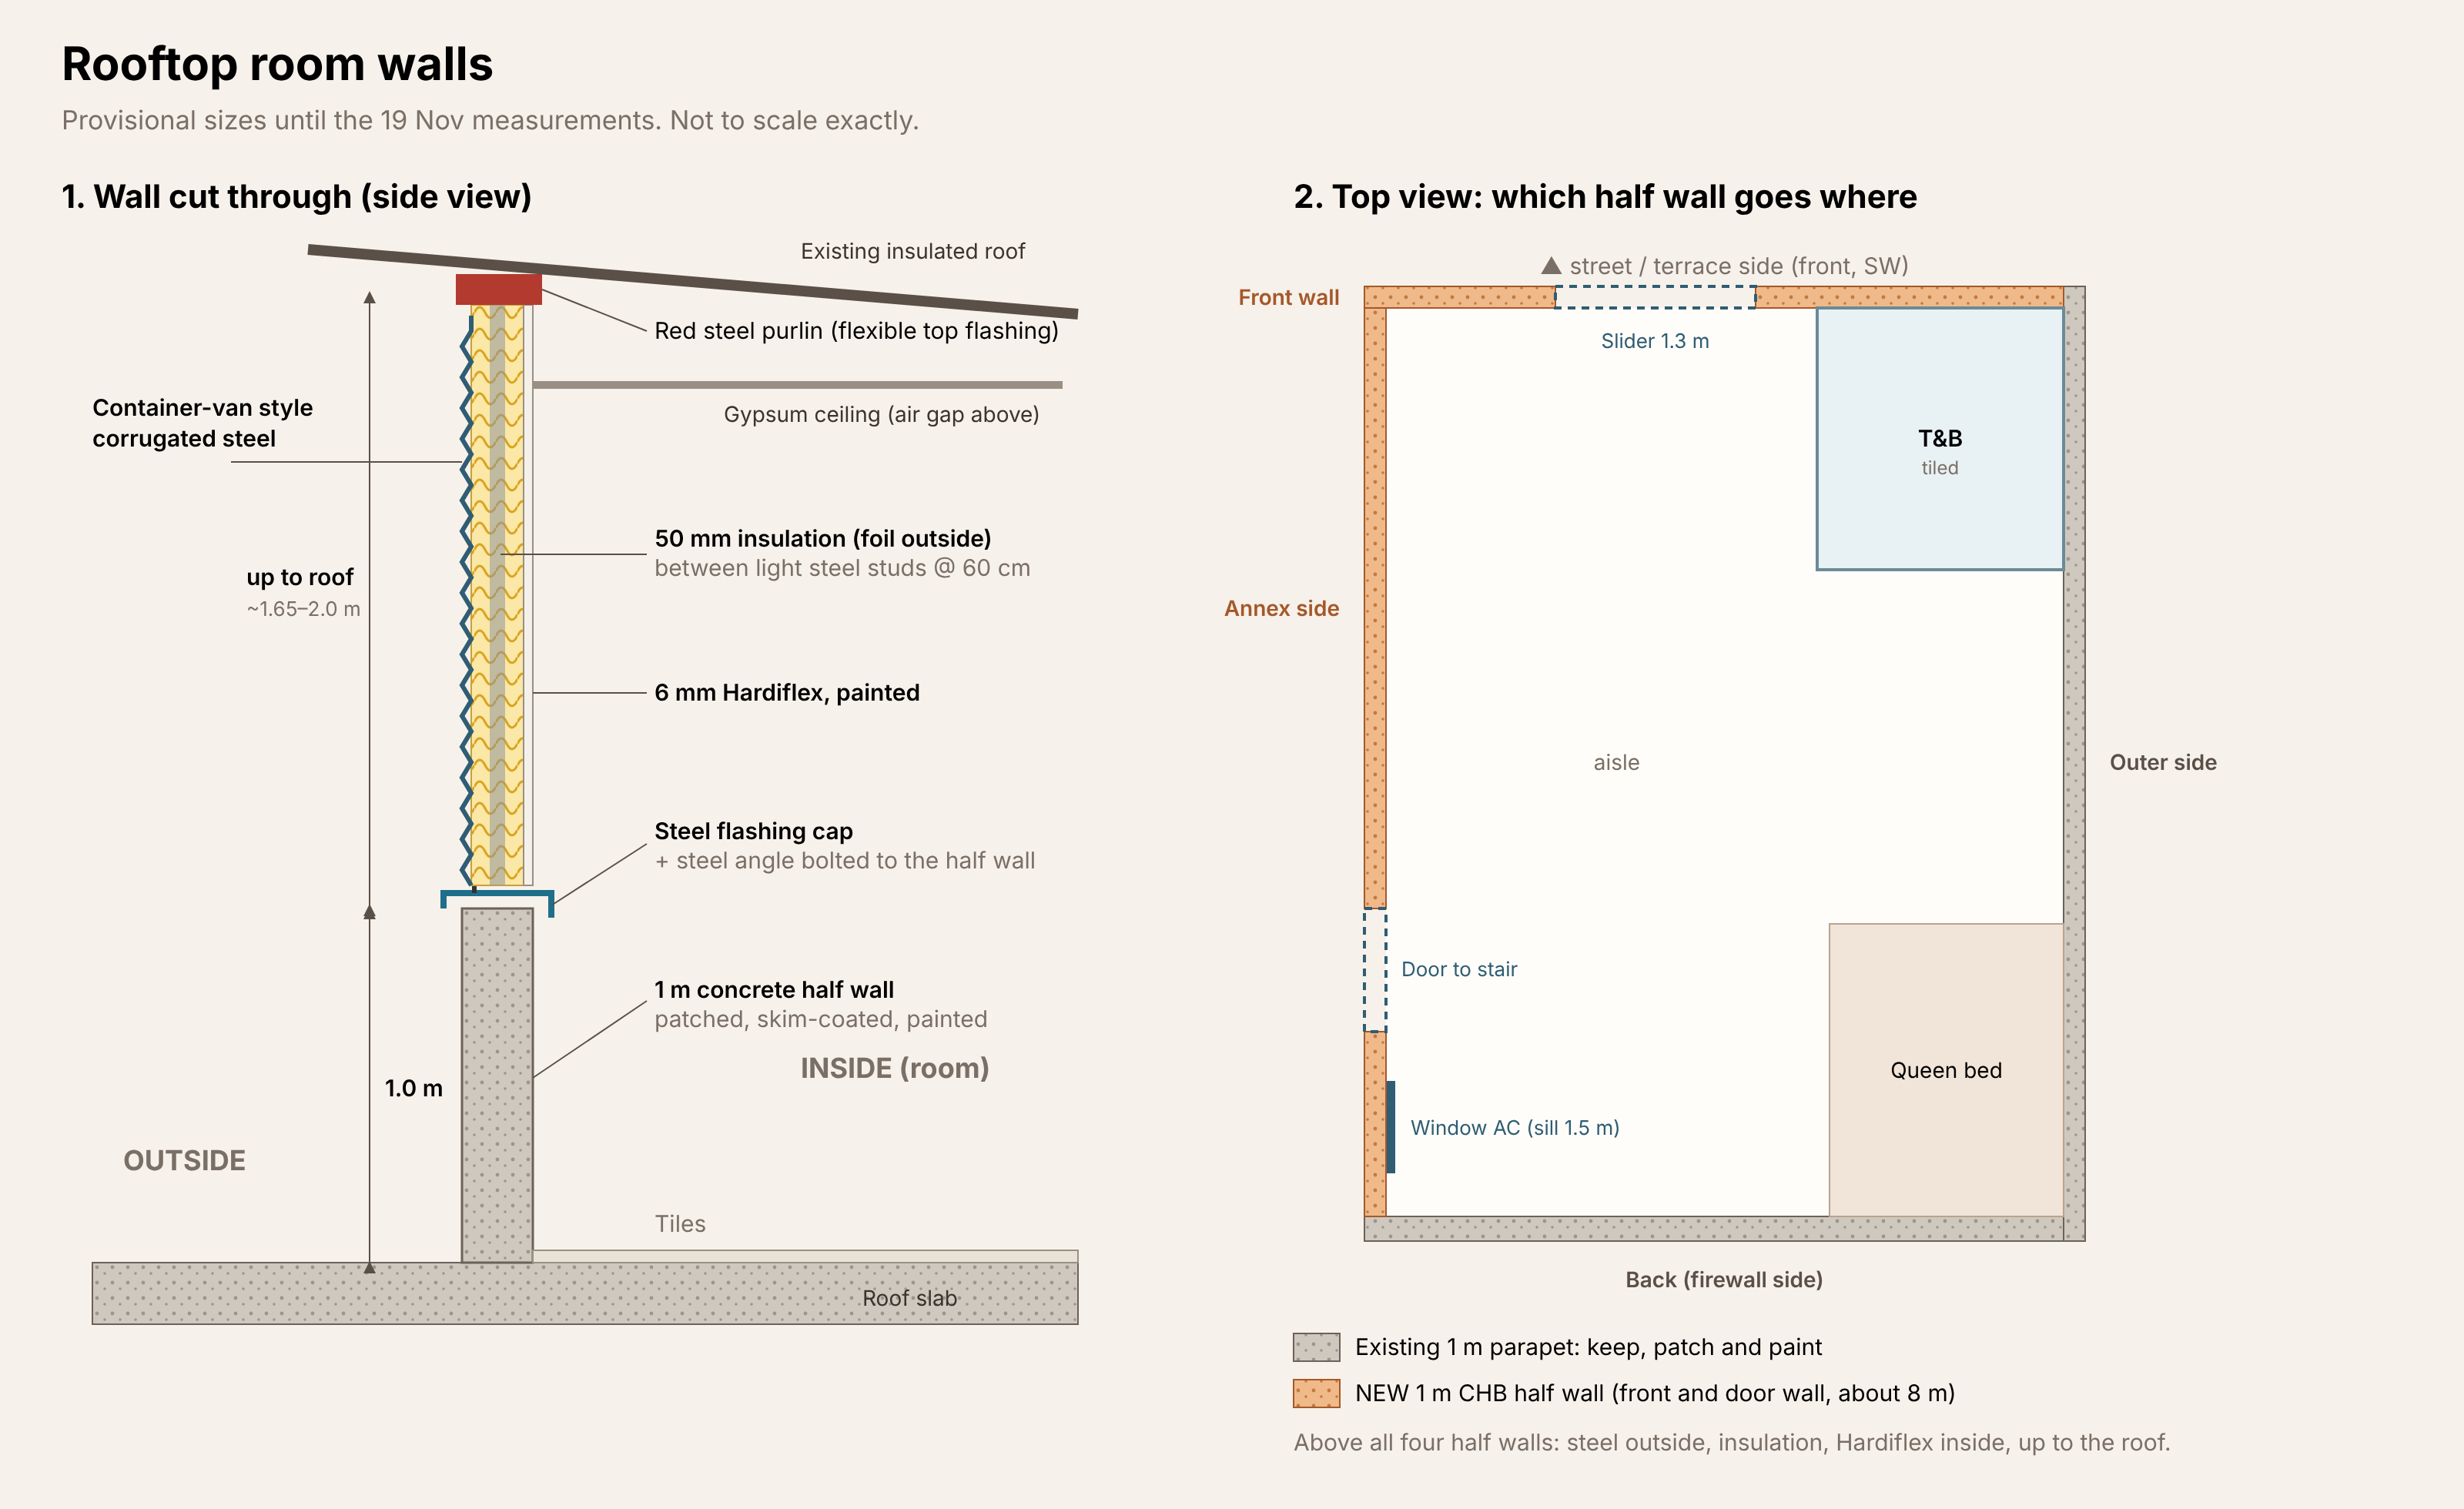 Rooftop room walls
Provisional sizes until the 19 Nov measurements. Not to scale exactly.
1. Wall cut through (side view)
Existing insulated roof
Red steel purlin (flexible top flashing)
Container-van style
corrugated steel
Gypsum ceiling (air gap above)
50 mm insulation (foil outside)
between light steel studs @ 60 cm
up to roof
~1.65–2.0 m
6 mm Hardiflex, painted
Steel flashing cap
+ steel angle bolted to the half wall
1 m concrete half wall
patched, skim-coated, painted
INSIDE (room)
1.0 m
OUTSIDE
Tiles
Roof slab
2. Top view: which half wall goes where
▲ street / terrace side (front, SW)
Front wall
Slider 1.3 m
T&B
tiled
Annex side
aisle
Outer side
Door to stair
Queen bed
Window AC (sill 1.5 m)
Back (firewall side)
Existing 1 m parapet: keep, patch and paint
NEW 1 m CHB half wall (front and door wall, about 8 m)
Above all four half walls: steel outside, insulation, Hardiflex inside, up to the roof.